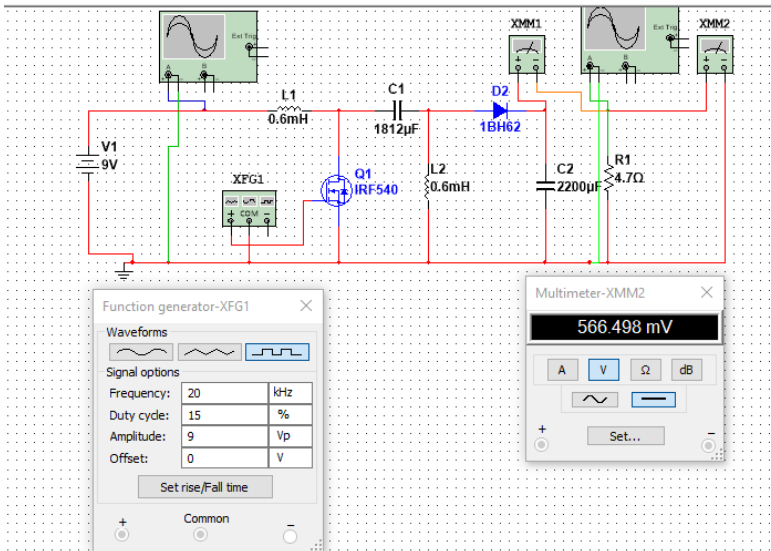 XMM1
XMM2
Ext Trig
Ext Trig
A
B
A
B
L1
0.6mH
C1
1812µF
D2
1BH62
V1
9V
XFG1
COM
Q1
IRF540
L2
0.6mH
C2
2200µF
R1
4.7Ω
Function generator-XFG1
Waveforms
Signal options
Frequency: 20 kHz
Duty cycle: 15 %
Amplitude: 9 Vp
Offset: 0 V
Set rise/Fall time
+ Common −
Multimeter-XMM2
566.498 mV
A V Ω dB
+ Set... −